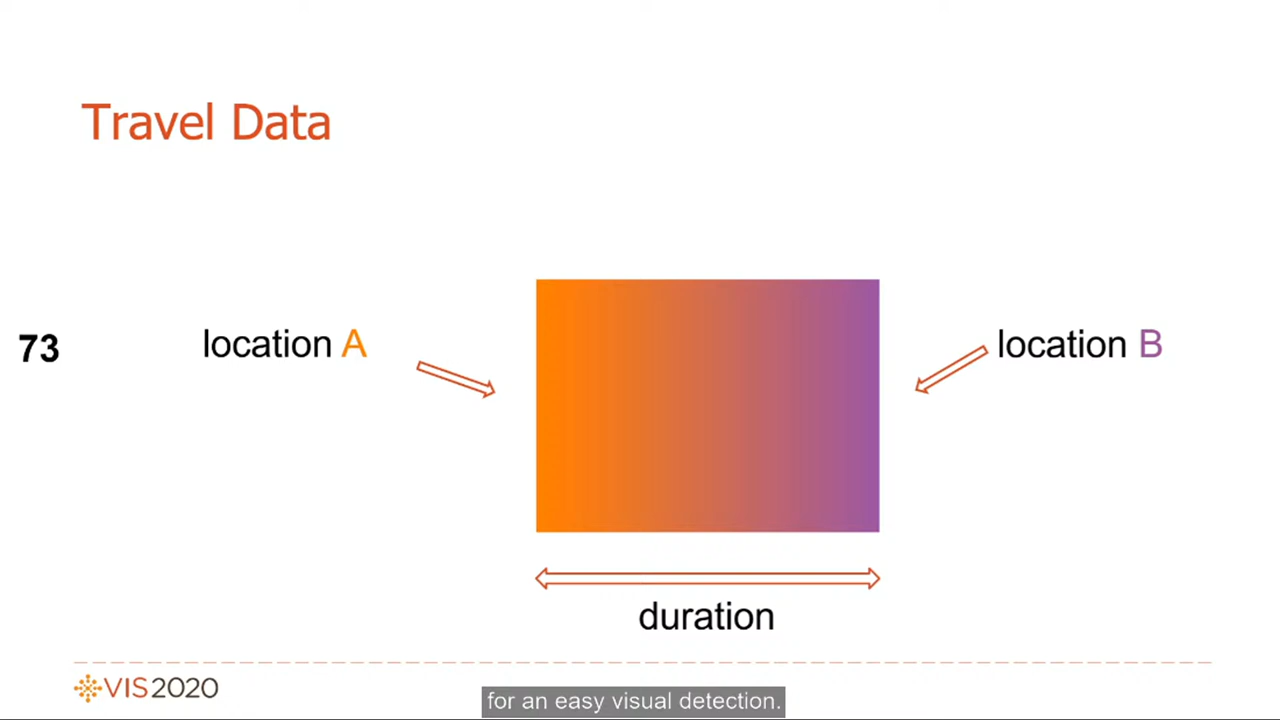 Travel Data
73
location A
location B
duration
VIS2020
for an easy visual detection.